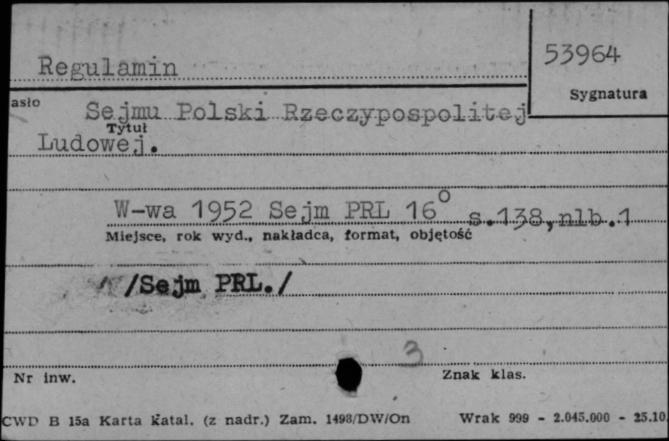 53964
Regulamin
Sygnatura
asło
Sejmu Polski Rzeczypospolitej
Tytuł
Ludowej.
W-wa 1952 Sejm PRL 16° s.138,nlb.1
Miejsce, rok wyd., nakładca, format, objętość
/Sejm PRL./
3
Nr inw.
Znak klas.
CWD B 15a Karta katal. (z nadr.) Zam. 1493/DW/On Wrak 999 - 2.045.000 - 25.10